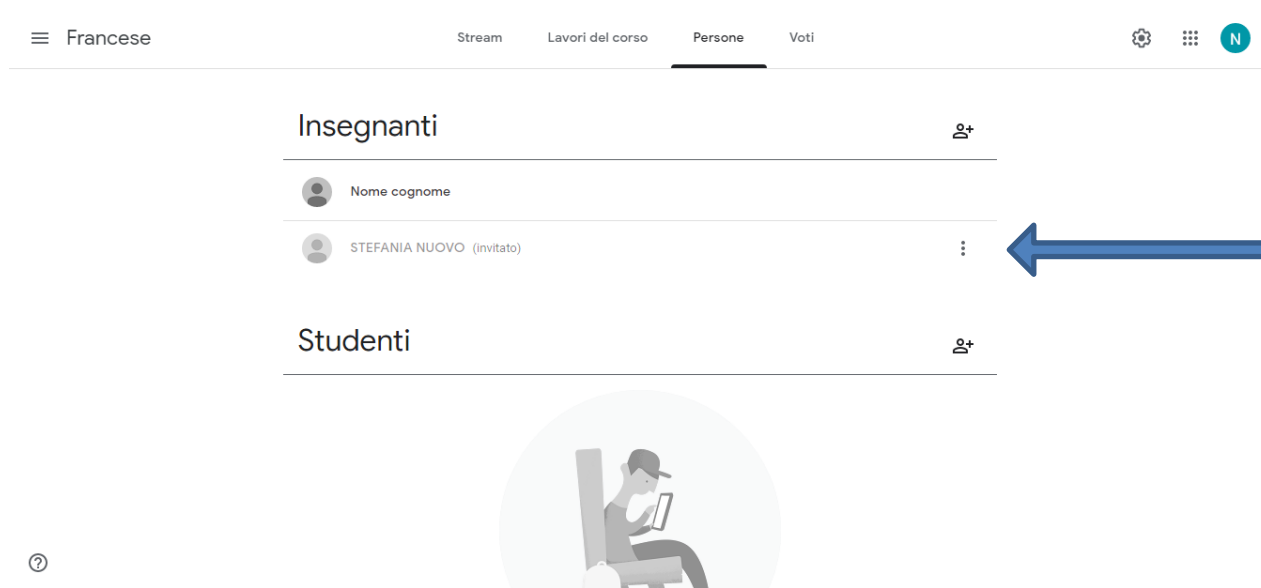 Francese
Stream Lavori del corso Persone Voti
N
Insegnanti
Nome cognome
STEFANIA NUOVO (invitato)
Studenti
?